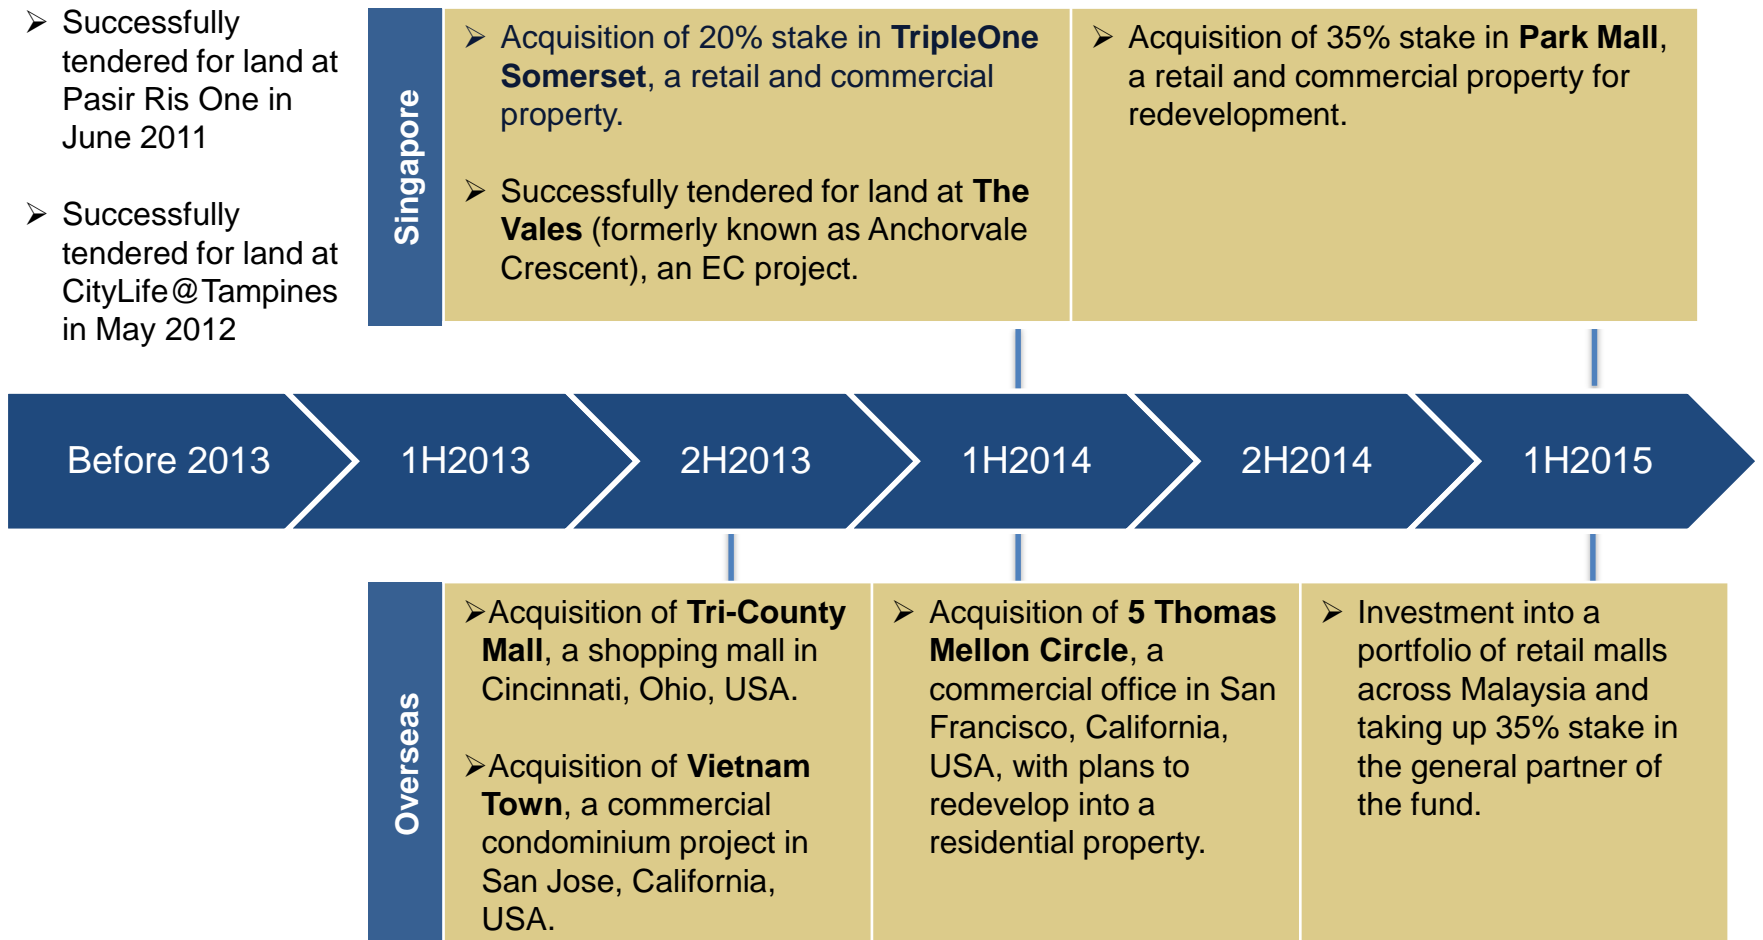 ➢ Successfully
tendered for land at
Pasir Ris One in
June 2011
➢ Successfully
tendered for land at
CityLife@Tampines
in May 2012
Singapore
➢ Acquisition of 20% stake in TripleOne
Somerset, a retail and commercial
property.
➢ Successfully tendered for land at The
Vales (formerly known as Anchorvale
Crescent), an EC project.
➢ Acquisition of 35% stake in Park Mall,
a retail and commercial property for
redevelopment.
Before 2013
1H2013
2H2013
1H2014
2H2014
1H2015
Overseas
➢Acquisition of Tri-County
Mall, a shopping mall in
Cincinnati, Ohio, USA.
➢Acquisition of Vietnam
Town, a commercial
condominium project in
San Jose, California,
USA.
➢ Acquisition of 5 Thomas
Mellon Circle, a
commercial office in San
Francisco, California,
USA, with plans to
redevelop into a
residential property.
➢ Investment into a
portfolio of retail malls
across Malaysia and
taking up 35% stake in
the general partner of
the fund.